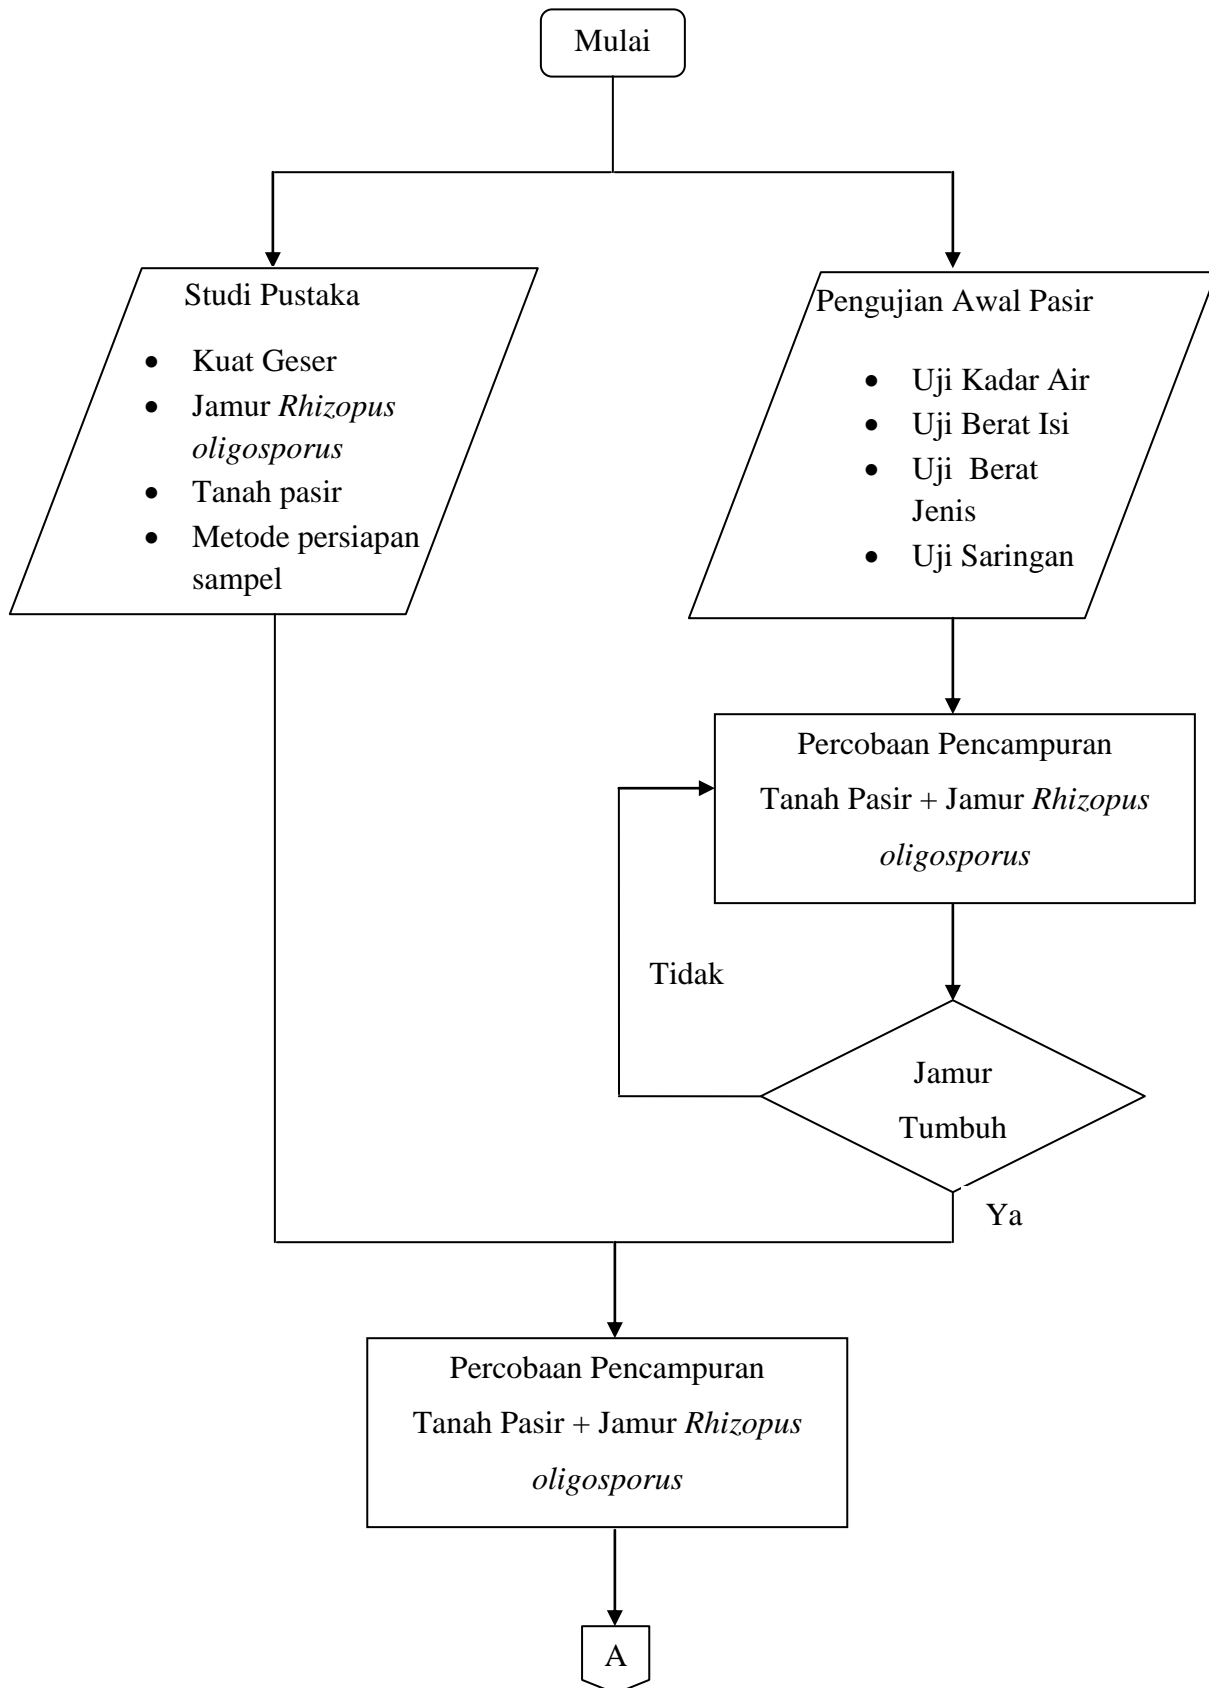 Mulai
Studi Pustaka
• Kuat Geser
• Jamur Rhizopus
oligosporus
• Tanah pasir
• Metode persiapan
sampel
Pengujian Awal Pasir
• Uji Kadar Air
• Uji Berat Isi
• Uji Berat
Jenis
• Uji Saringan
Percobaan Pencampuran
Tanah Pasir + Jamur Rhizopus
oligosporus
Tidak
Jamur
Tumbuh
Ya
Percobaan Pencampuran
Tanah Pasir + Jamur Rhizopus
oligosporus
A